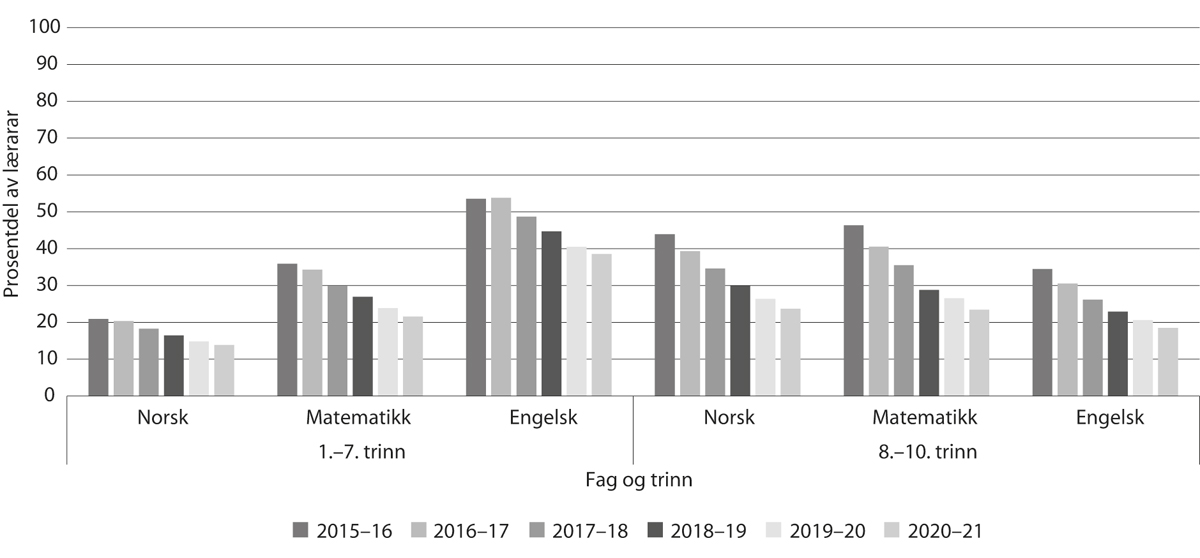 100
90
80
70
60
50
40
30
20
10
0
Prosentdel av lærarar
Norsk Matematikk Engelsk Norsk Matematikk Engelsk
1.–7. trinn 8.–10. trinn
Fag og trinn
2015–16 2016–17 2017–18 2018–19 2019–20 2020–21